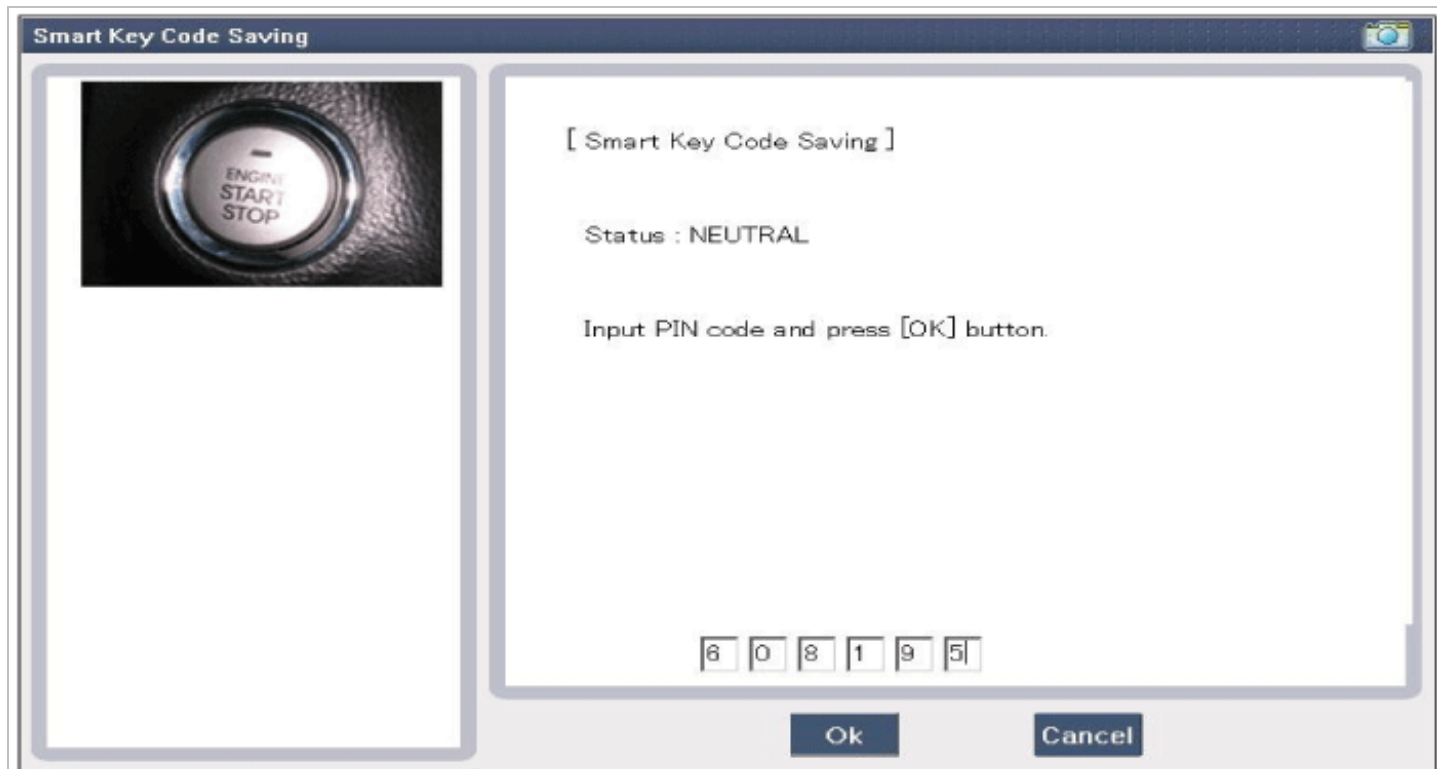 Smart Key Code Saving
ENGINE
START
STOP
[ Smart Key Code Saving ]
Status : NEUTRAL
Input PIN code and press [OK] button.
6 0 8 1 9 5
Ok Cancel